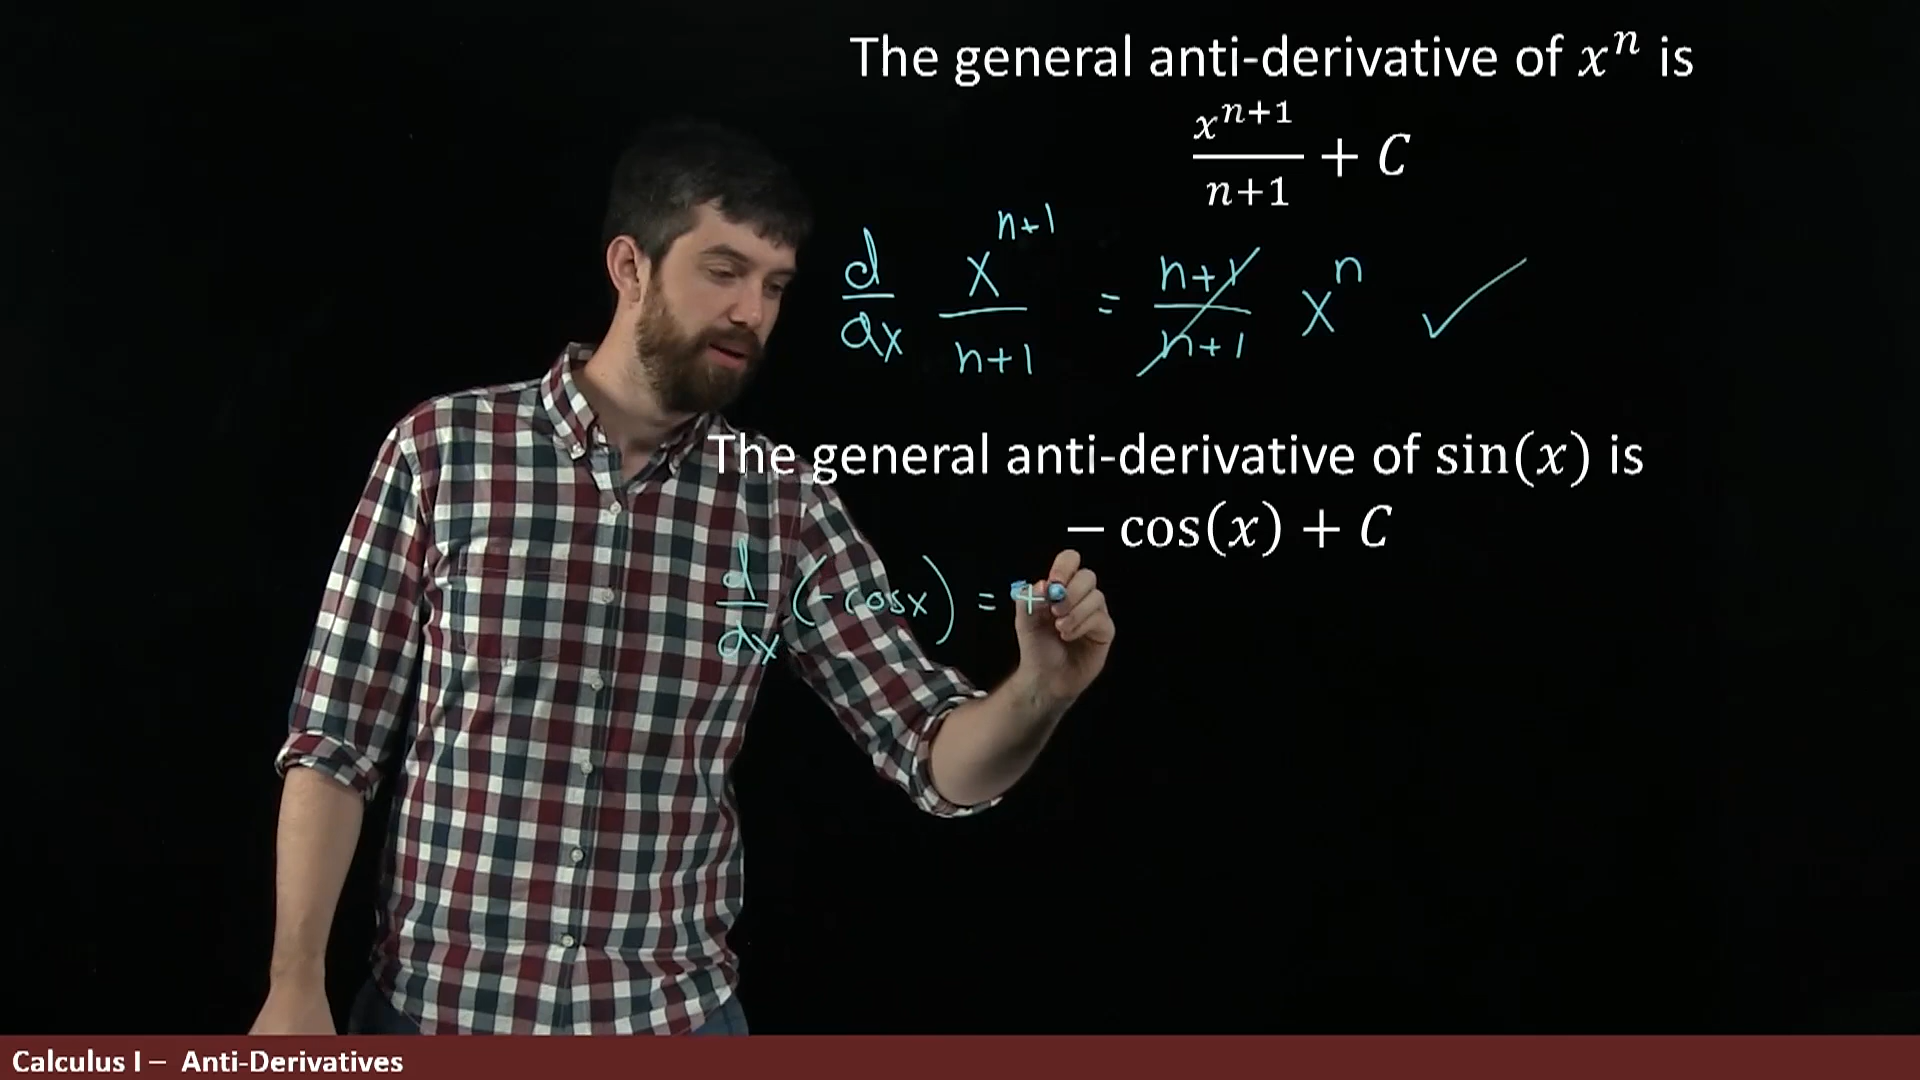 The general anti-derivative of xⁿ is
xⁿ⁺¹/n+1 + C
d/dx xⁿ⁺¹/n+1 = n+1/n+1 xⁿ ✓
The general anti-derivative of sin(x) is
− cos(x) + C
d/dx (-cosx) = +
Calculus I – Anti-Derivatives